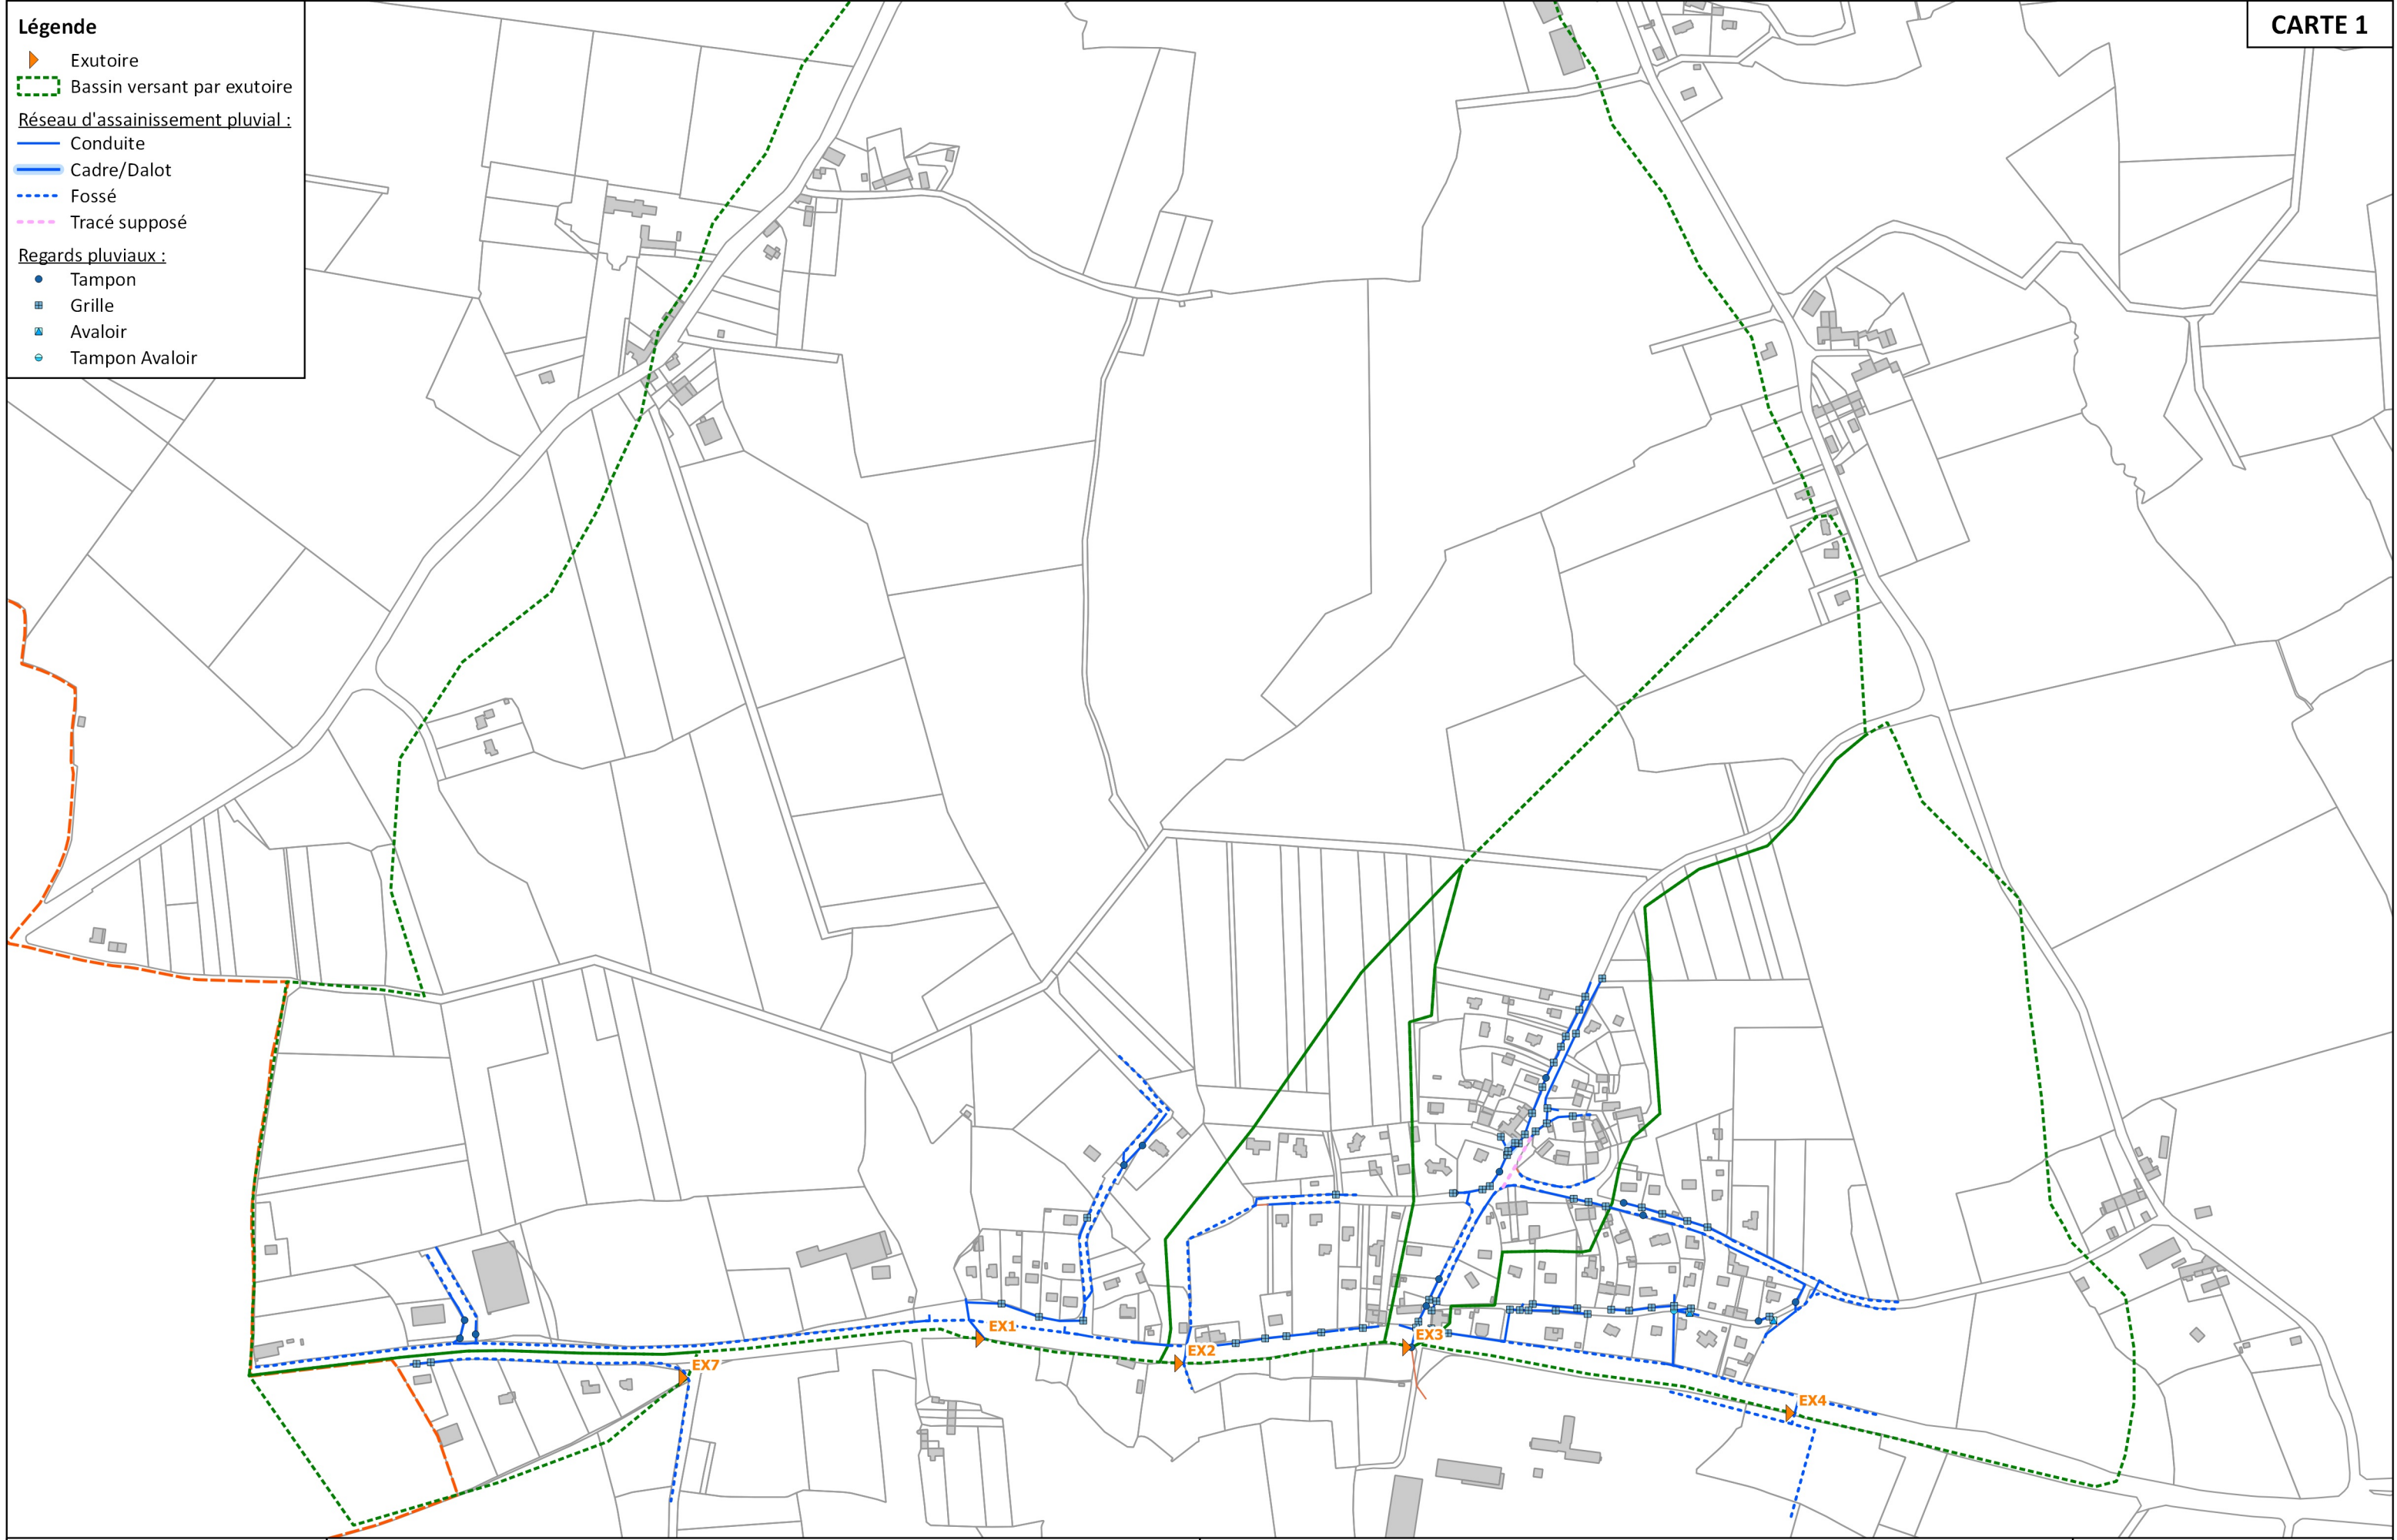 Légende
Exutoire
Bassin versant par exutoire
Réseau d'assainissement pluvial :
Conduite
Cadre/Dalot
Fossé
Tracé supposé
Regards pluviaux :
Tampon
Grille
Avaloir
Tampon Avaloir
CARTE 1
EX1
EX2
EX3
EX7
EX4